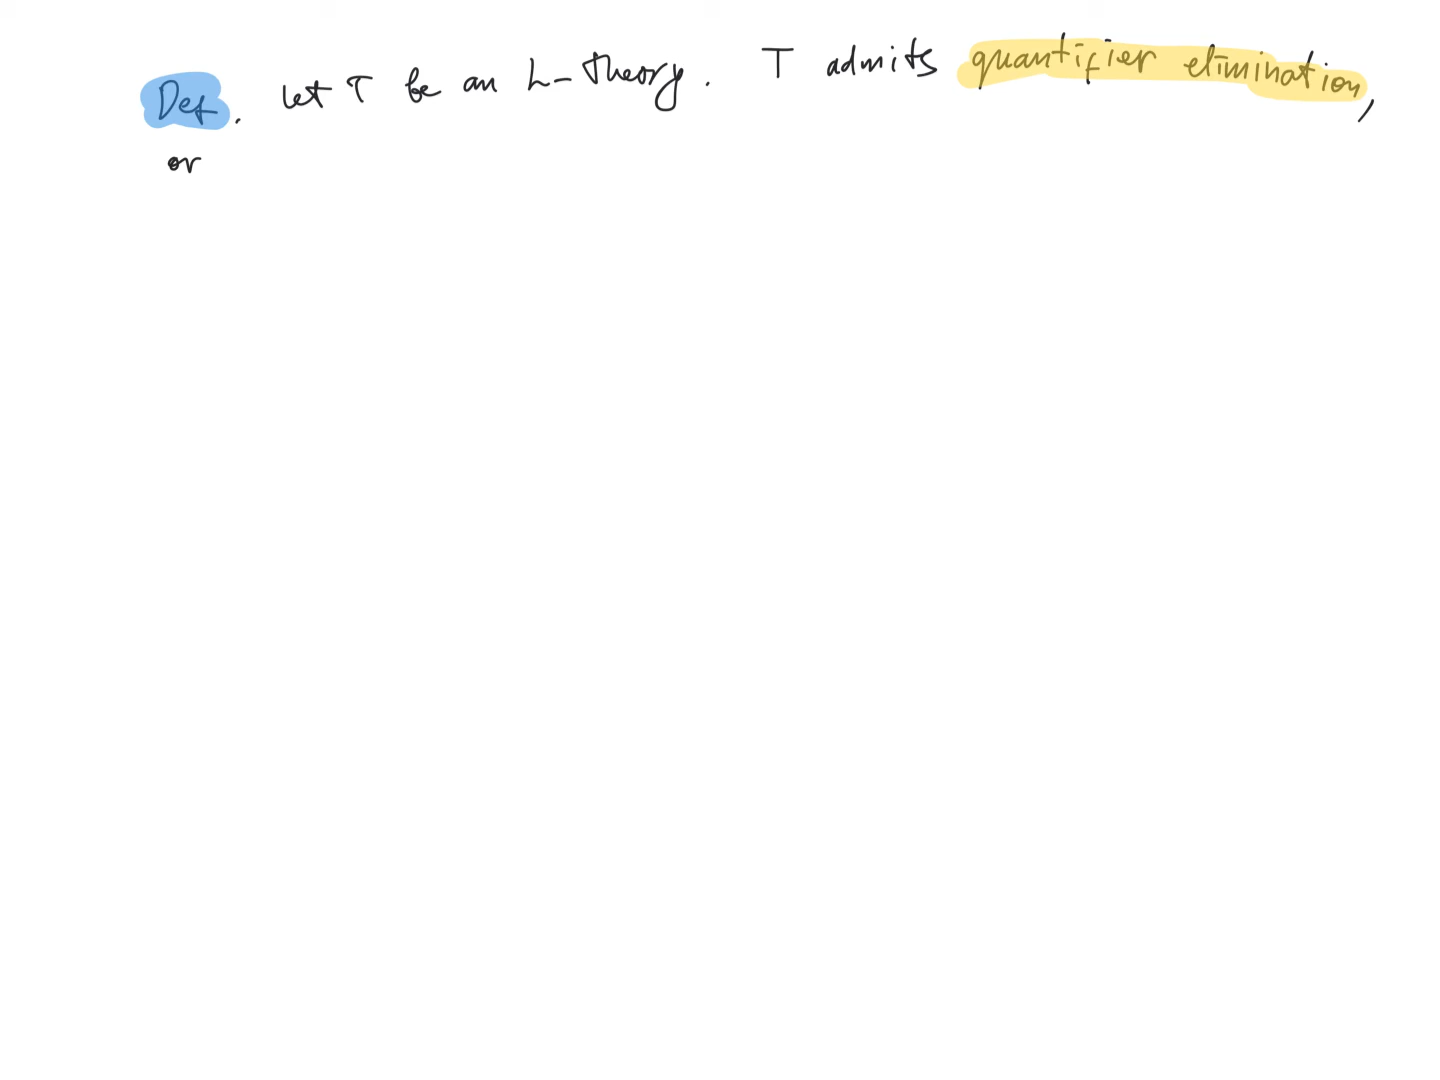 Def. Let T be an L-theory. T admits quantifier elimination,
or